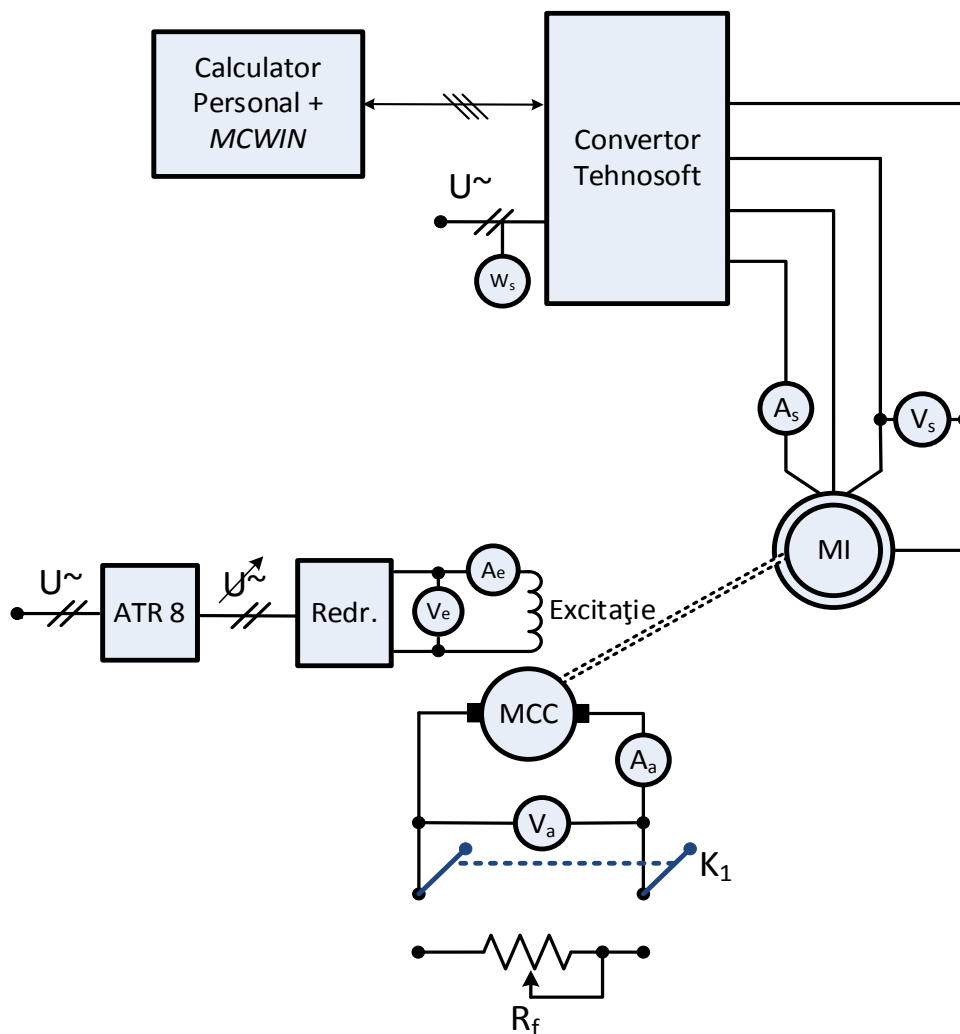 Calculator
Personal +
MCWIN
Convertor
Tehnosoft
U~
Ws
As
Vs
MI
U~
ATR 8
U~
Redr.
Ve
Ae
Excitaţie
MCC
Aa
Va
K1
Rf